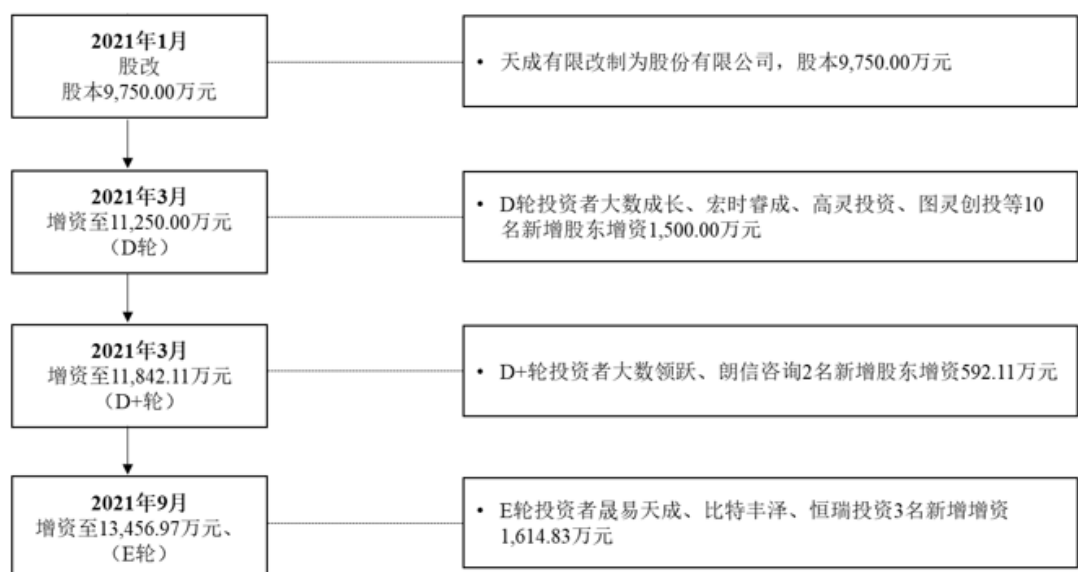 2021年1月
股改
股本9,750.00万元
• 天成有限改制为股份有限公司，股本9,750.00万元
2021年3月
增资至11,250.00万元
（D轮）
• D轮投资者大数成长、宏时睿成、高灵投资、图灵创投等10
名新增股东增资1,500.00万元
2021年3月
增资至11,842.11万元
（D+轮）
• D+轮投资者大数领跃、朗信咨询2名新增股东增资592.11万元
2021年9月
增资至13,456.97万元、
（E轮）
• E轮投资者晟易天成、比特丰泽、恒瑞投资3名新增增资
1,614.83万元